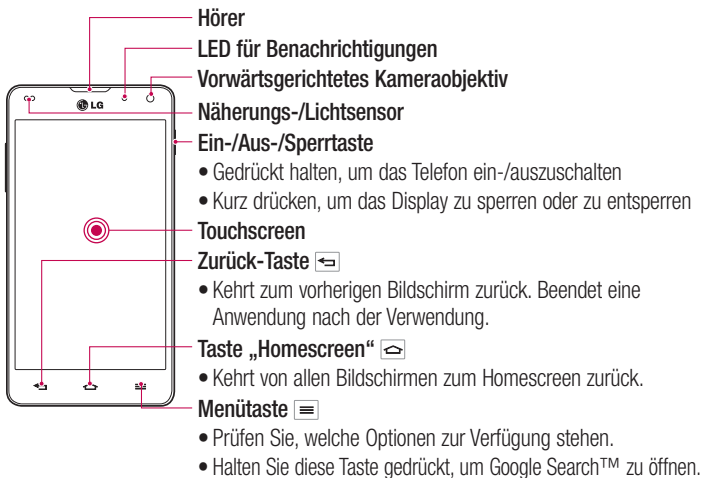 Hörer
LED für Benachrichtigungen
Vorwärtsgerichtetes Kameraobjektiv
LG
Näherungs-/Lichtsensor
Ein-/Aus-/Sperrtaste
• Gedrückt halten, um das Telefon ein-/auszuschalten
• Kurz drücken, um das Display zu sperren oder zu entsperren
Touchscreen
Zurück-Taste
• Kehrt zum vorherigen Bildschirm zurück. Beendet eine
Anwendung nach der Verwendung.
Taste „Homescreen“
• Kehrt von allen Bildschirmen zum Homescreen zurück.
Menütaste
• Prüfen Sie, welche Optionen zur Verfügung stehen.
• Halten Sie diese Taste gedrückt, um Google Search™ zu öffnen.